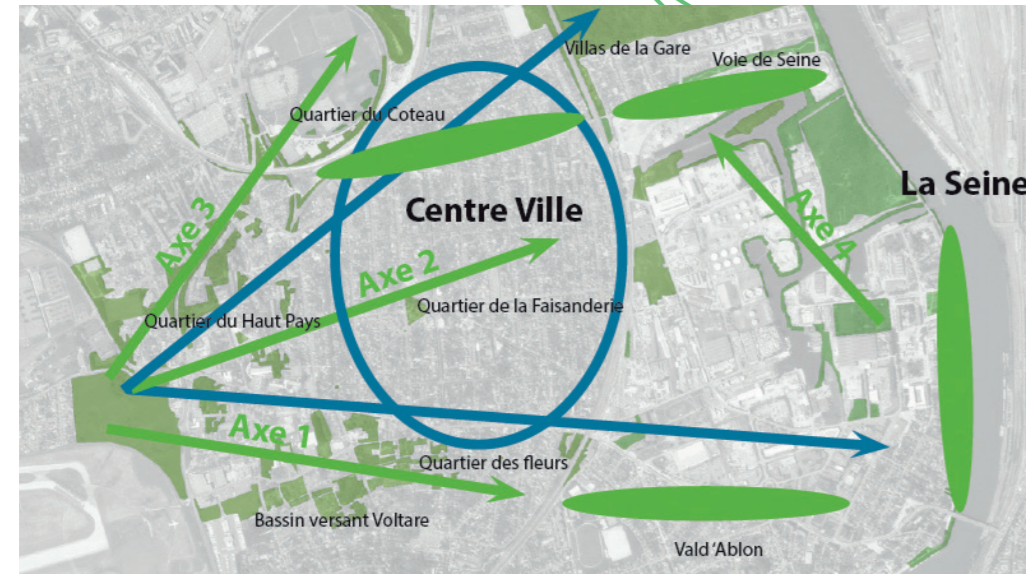 Villas de la Gare
Voie de Seine
Quartier du Coteau
La Seine
Centre Ville
Axe 3
Axe 4
Axe 2
Quartier de la Faisanderie
Quartier du Haut Pays
Axe 1
Quartier des fleurs
Bassin versant Voltare
Vald 'Ablon